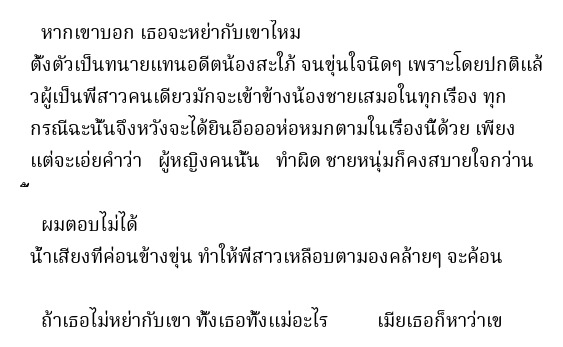 หากเขาบอก เธอจะหย่ากับเขาไหม
ตั้งตัวเป็นทนายแทนอดีตน้องสะใภ้ จนขุ่นใจนิดๆ เพราะโดยปกติแล้
วผู้เป็นพี่สาวคนเดียวมักจะเข้าข้างน้องชายเสมอในทุกเรื่อง ทุก
กรณีฉะนั้นจึงหวังจะได้ยินอือออห่อหมกตามในเรื่องนี้ด้วย เพียง
แต่จะเอ่ยคำว่า ผู้หญิงคนนั้น ทำผิด ชายหนุ่มก็คงสบายใจกว่าน
ี้
ผมตอบไม่ได้
น้ำเสียงที่ค่อนข้างขุ่น ทำให้พี่สาวเหลือบตามองคล้ายๆ จะค้อน
ถ้าเธอไม่หย่ากับเขา ทั้งเธอทั้งแม่อะไร เมียเธอก็หาว่าเข